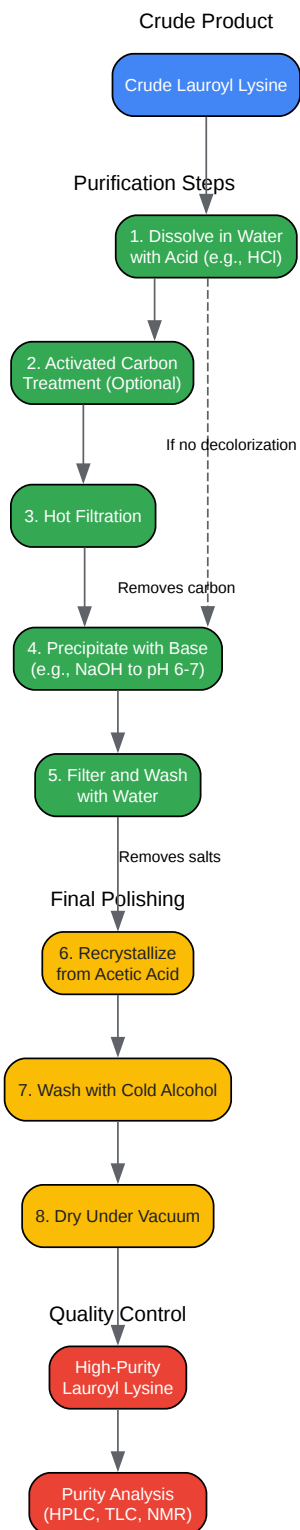 Crude Product
Crude Lauroyl Lysine
Purification Steps
1. Dissolve in Water
with Acid (e.g., HCl)
2. Activated Carbon
Treatment (Optional)
If no decolorization
3. Hot Filtration
Removes carbon
4. Precipitate with Base
(e.g., NaOH to pH 6-7)
5. Filter and Wash
with Water
Removes salts
Final Polishing
6. Recrystallize
from Acetic Acid
7. Wash with Cold Alcohol
8. Dry Under Vacuum
Quality Control
High-Purity
Lauroyl Lysine
Purity Analysis
(HPLC, TLC, NMR)